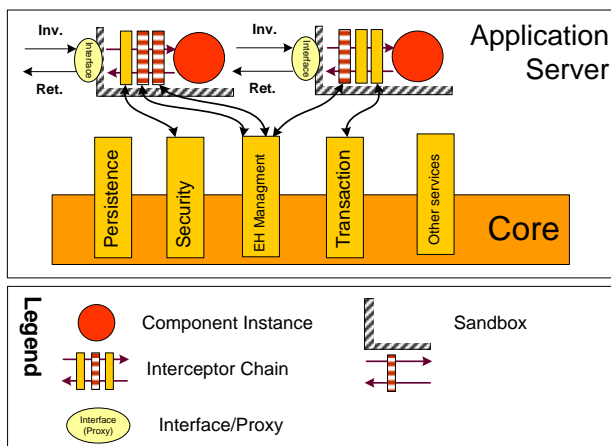 Inv.
Interface
Ret.
Inv.
Interface
Ret.
Application
Server
Persistence
Security
EH Managment
Transaction
Other services
Core
Legend
Component Instance
Sandbox
Interceptor Chain
Interface
(Proxy)
Interface/Proxy